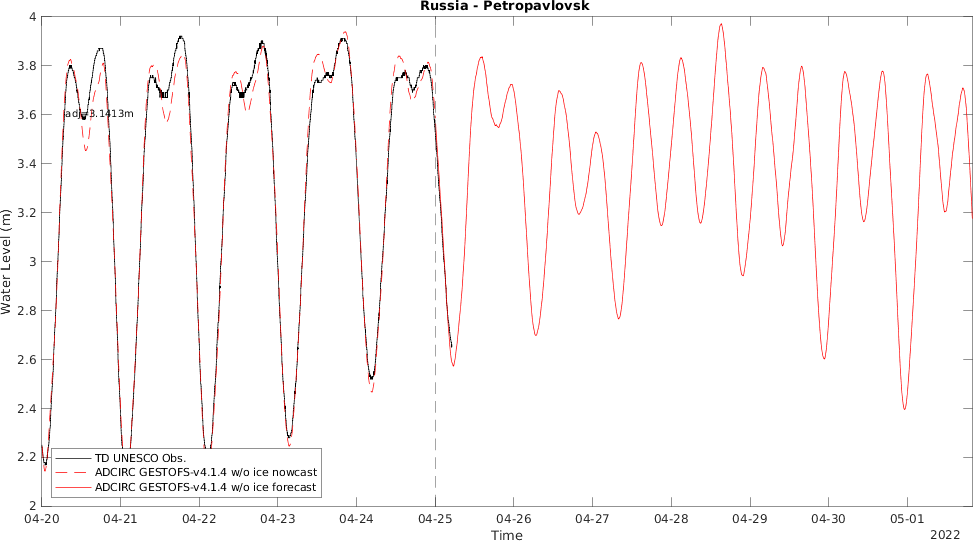 Russia - Petropavlovsk
Water Level (m)
4
3.8
3.6
3.4
3.2
3
2.8
2.6
2.4
2.2
2
adj=3.1413m
TD UNESCO Obs.
ADCIRC GESTOFS-v4.1.4 w/o ice nowcast
ADCIRC GESTOFS-v4.1.4 w/o ice forecast
04-20 04-21 04-22 04-23 04-24 04-25 04-26 04-27 04-28 04-29 04-30 05-01
Time
2022